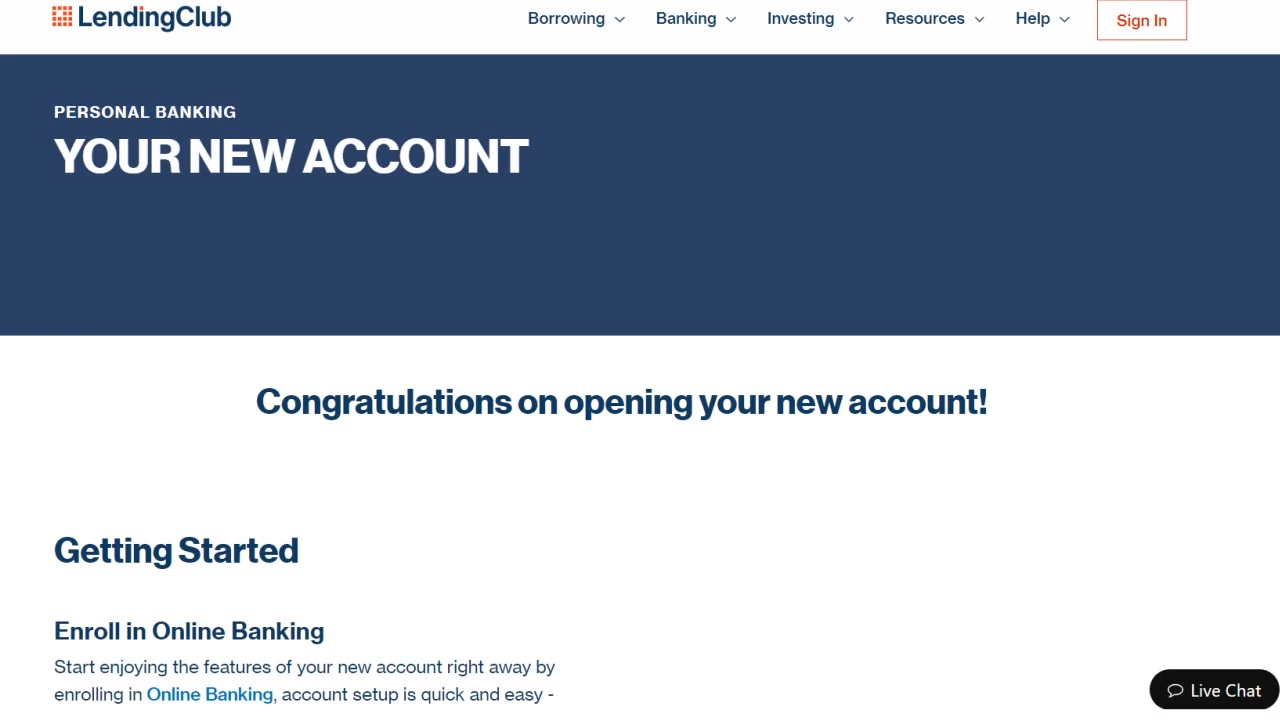 LendingClub
Borrowing Banking Investing Resources Help Sign In
PERSONAL BANKING
YOUR NEW ACCOUNT
Congratulations on opening your new account!
Getting Started
Enroll in Online Banking
Start enjoying the features of your new account right away by
enrolling in Online Banking, account setup is quick and easy -
Live Chat